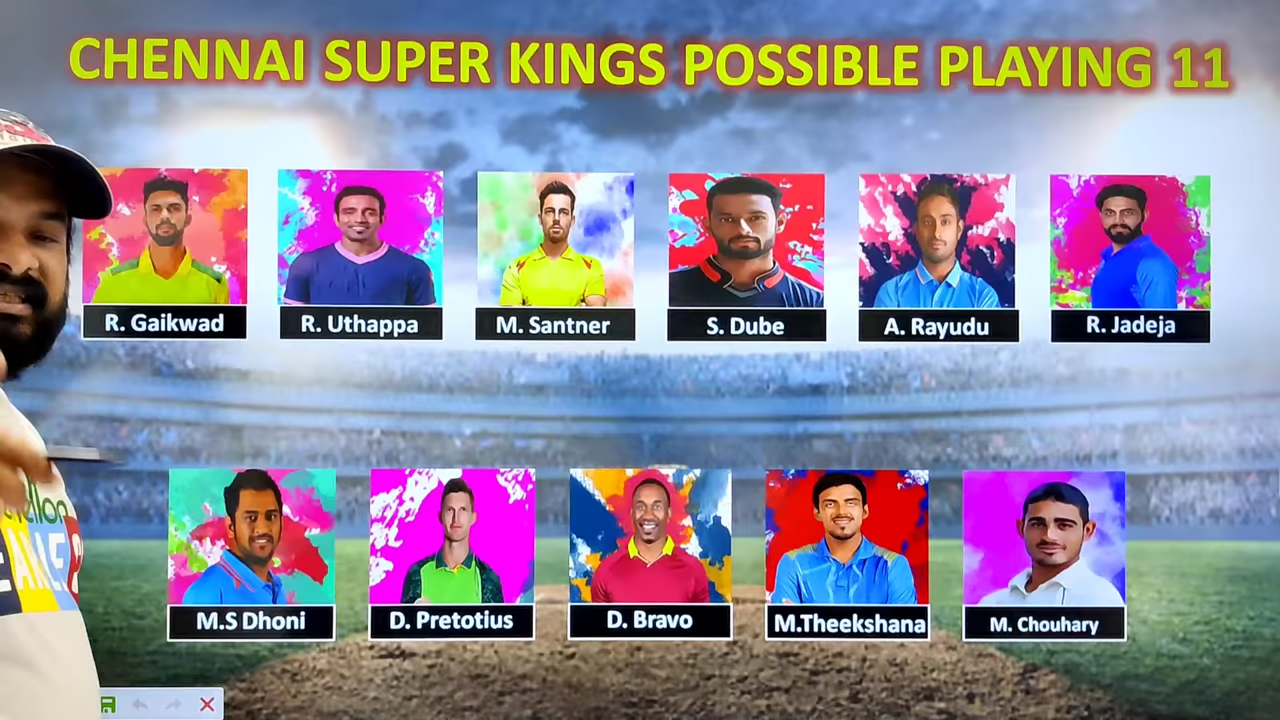 CHENNAI SUPER KINGS POSSIBLE PLAYING 11
R. Gaikwad
R. Uthappa
M. Santner
S. Dube
A. Rayudu
R. Jadeja
M.S Dhoni
D. Pretotius
D. Bravo
M.Theekshana
M. Chouhary